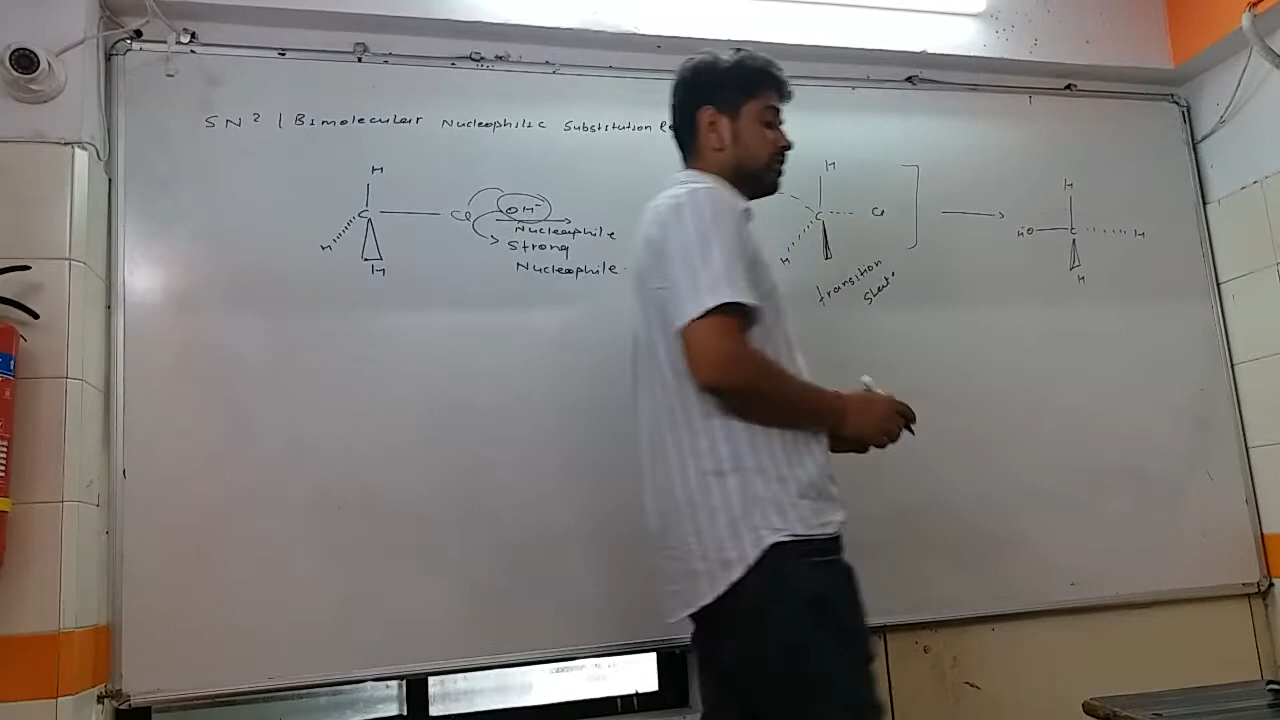 SN2 / Bimolecular Nucleophilic Substitution
H H H
C Cl OH⁻ C Cl HO C H
Nucleophile
H Strong H
H Nucleophile transition H
State